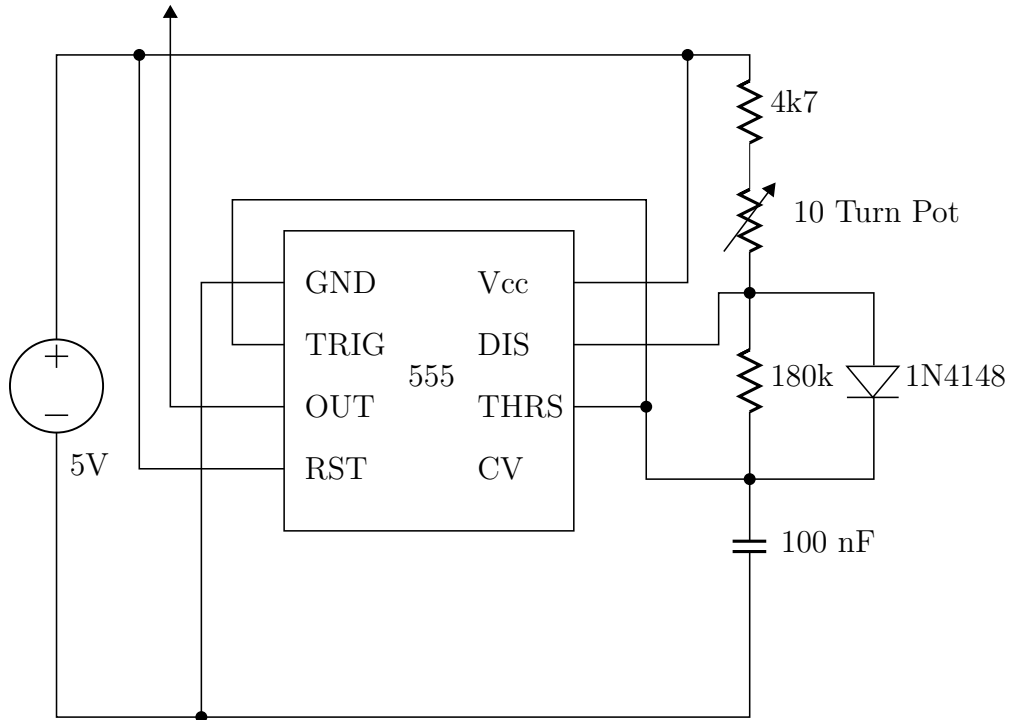 4k7
10 Turn Pot
GND Vcc
TRIG DIS
555
180k 1N4148
OUT THRS
5V
RST CV
100 nF